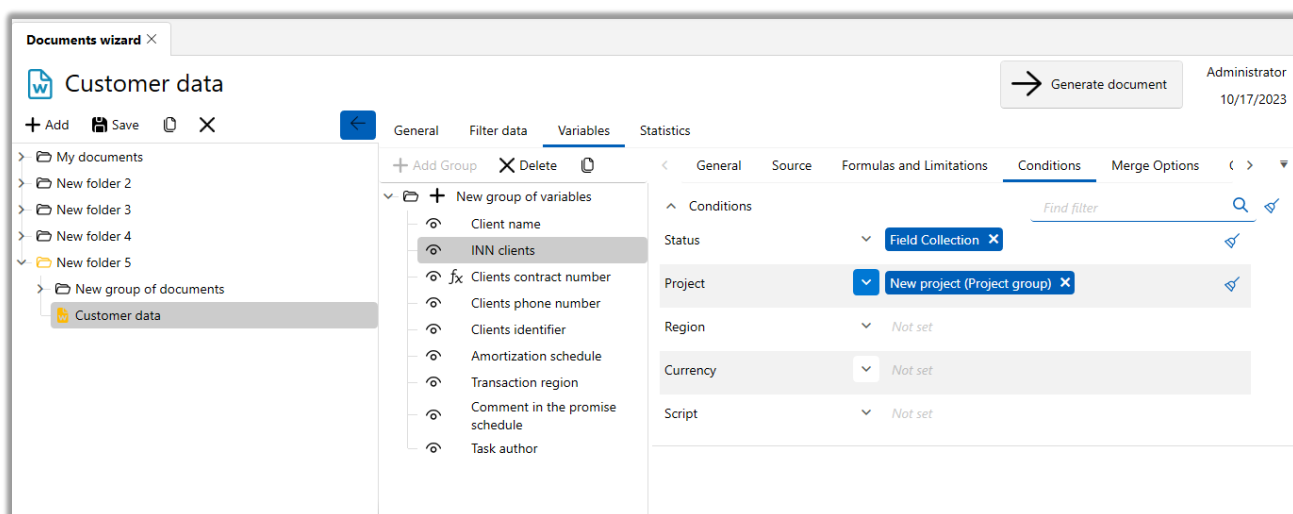 Documents wizard
Customer data
Generate document
Administrator
10/17/2023
Add Save
General Filter data Variables Statistics
My documents
New folder 2
New folder 3
New folder 4
New folder 5
New group of documents
Customer data
Add Group Delete
New group of variables
Client name
INN clients
fx Clients contract number
Clients phone number
Clients identifier
Amortization schedule
Transaction region
Comment in the promise
schedule
Task author
General Source Formulas and Limitations Conditions Merge Options
Conditions Find filter
Status Field Collection
Project New project (Project group)
Region Not set
Currency Not set
Script Not set